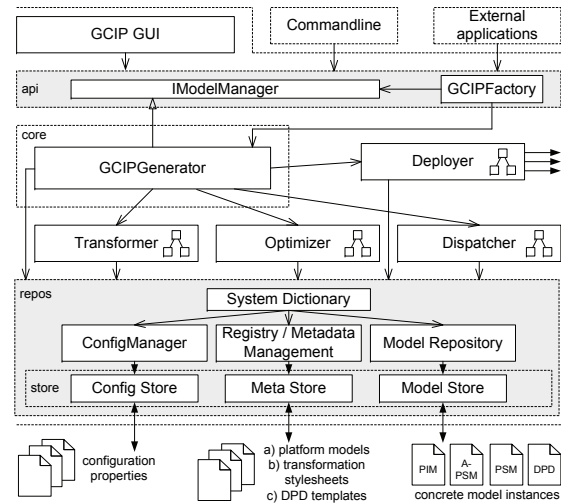 GCIP GUI
Commandline
External
applications
api
IModelManager
GCIPFactory
core
GCIPGenerator
Deployer
Transformer
Optimizer
Dispatcher
repos
System Dictionary
ConfigManager
Registry / Metadata
Management
Model Repository
store
Config Store
Meta Store
Model Store
configuration
properties
a) platform models
b) transformation
stylesheets
c) DPD templates
PIM
A-
PSM
PSM
DPD
concrete model instances